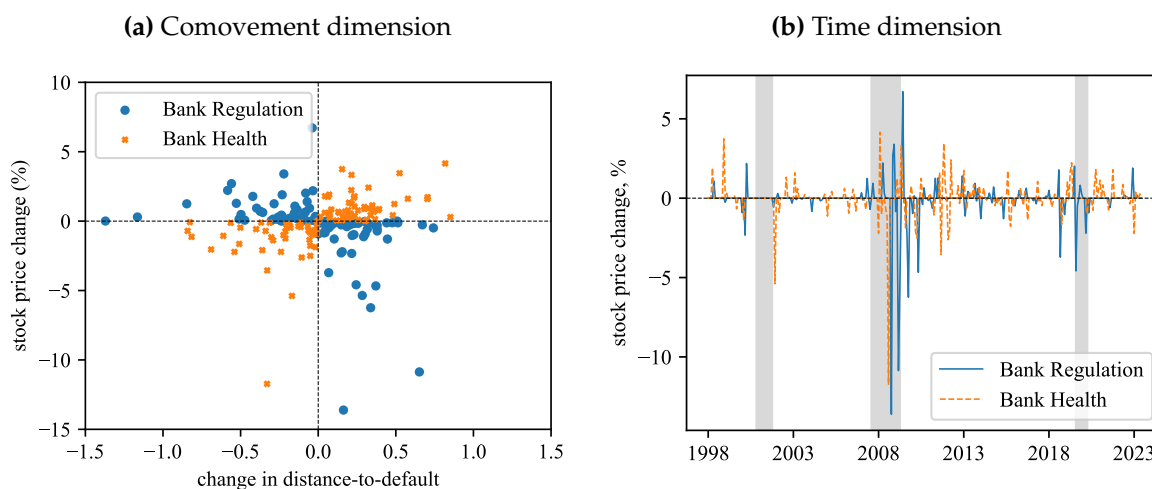 (a) Comovement dimension
10
5
0
−5
−10
−15
−1.5
−1.0
−0.5
0.0
0.5
1.0
1.5
stock price change (%)
change in distance-to-default
Bank Regulation
Bank Health
(b) Time dimension
5
0
−5
−10
1998
2003
2008
2013
2018
2023
stock price change, %
Bank Regulation
Bank Health